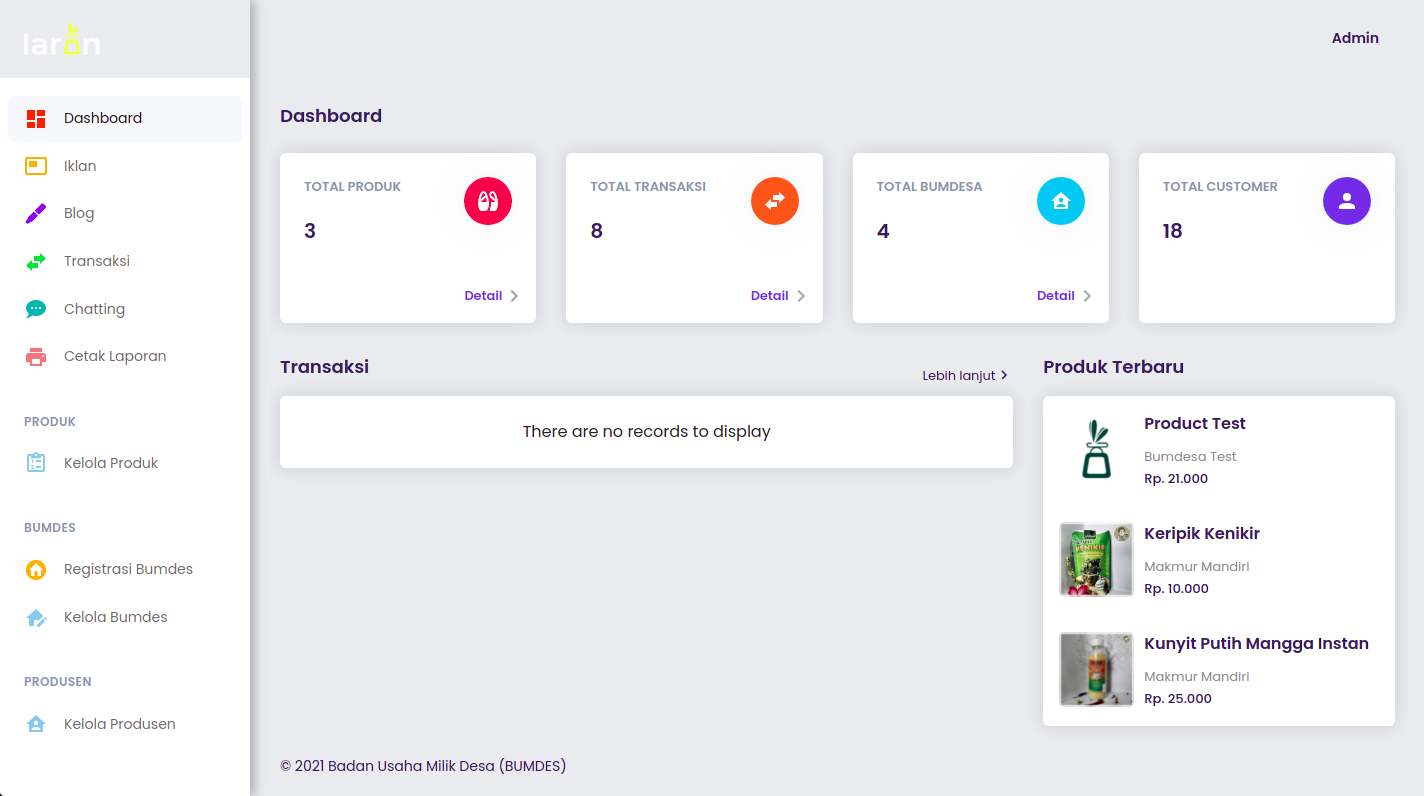 laron
Admin
Dashboard
Iklan
Blog
Transaksi
Chatting
Cetak Laporan
PRODUK
Kelola Produk
BUMDES
Registrasi Bumdes
Kelola Bumdes
PRODUSEN
Kelola Produsen
Dashboard
TOTAL PRODUK
3
Detail
TOTAL TRANSAKSI
8
Detail
TOTAL BUMDESA
4
Detail
TOTAL CUSTOMER
18
Transaksi
Lebih lanjut
There are no records to display
Produk Terbaru
Product Test
Bumdesa Test
Rp. 21.000
KENIKIR
Keripik Kenikir
Makmur Mandiri
Rp. 10.000
Kunyit Putih Mangga Instan
Makmur Mandiri
Rp. 25.000
© 2021 Badan Usaha Milik Desa (BUMDES)